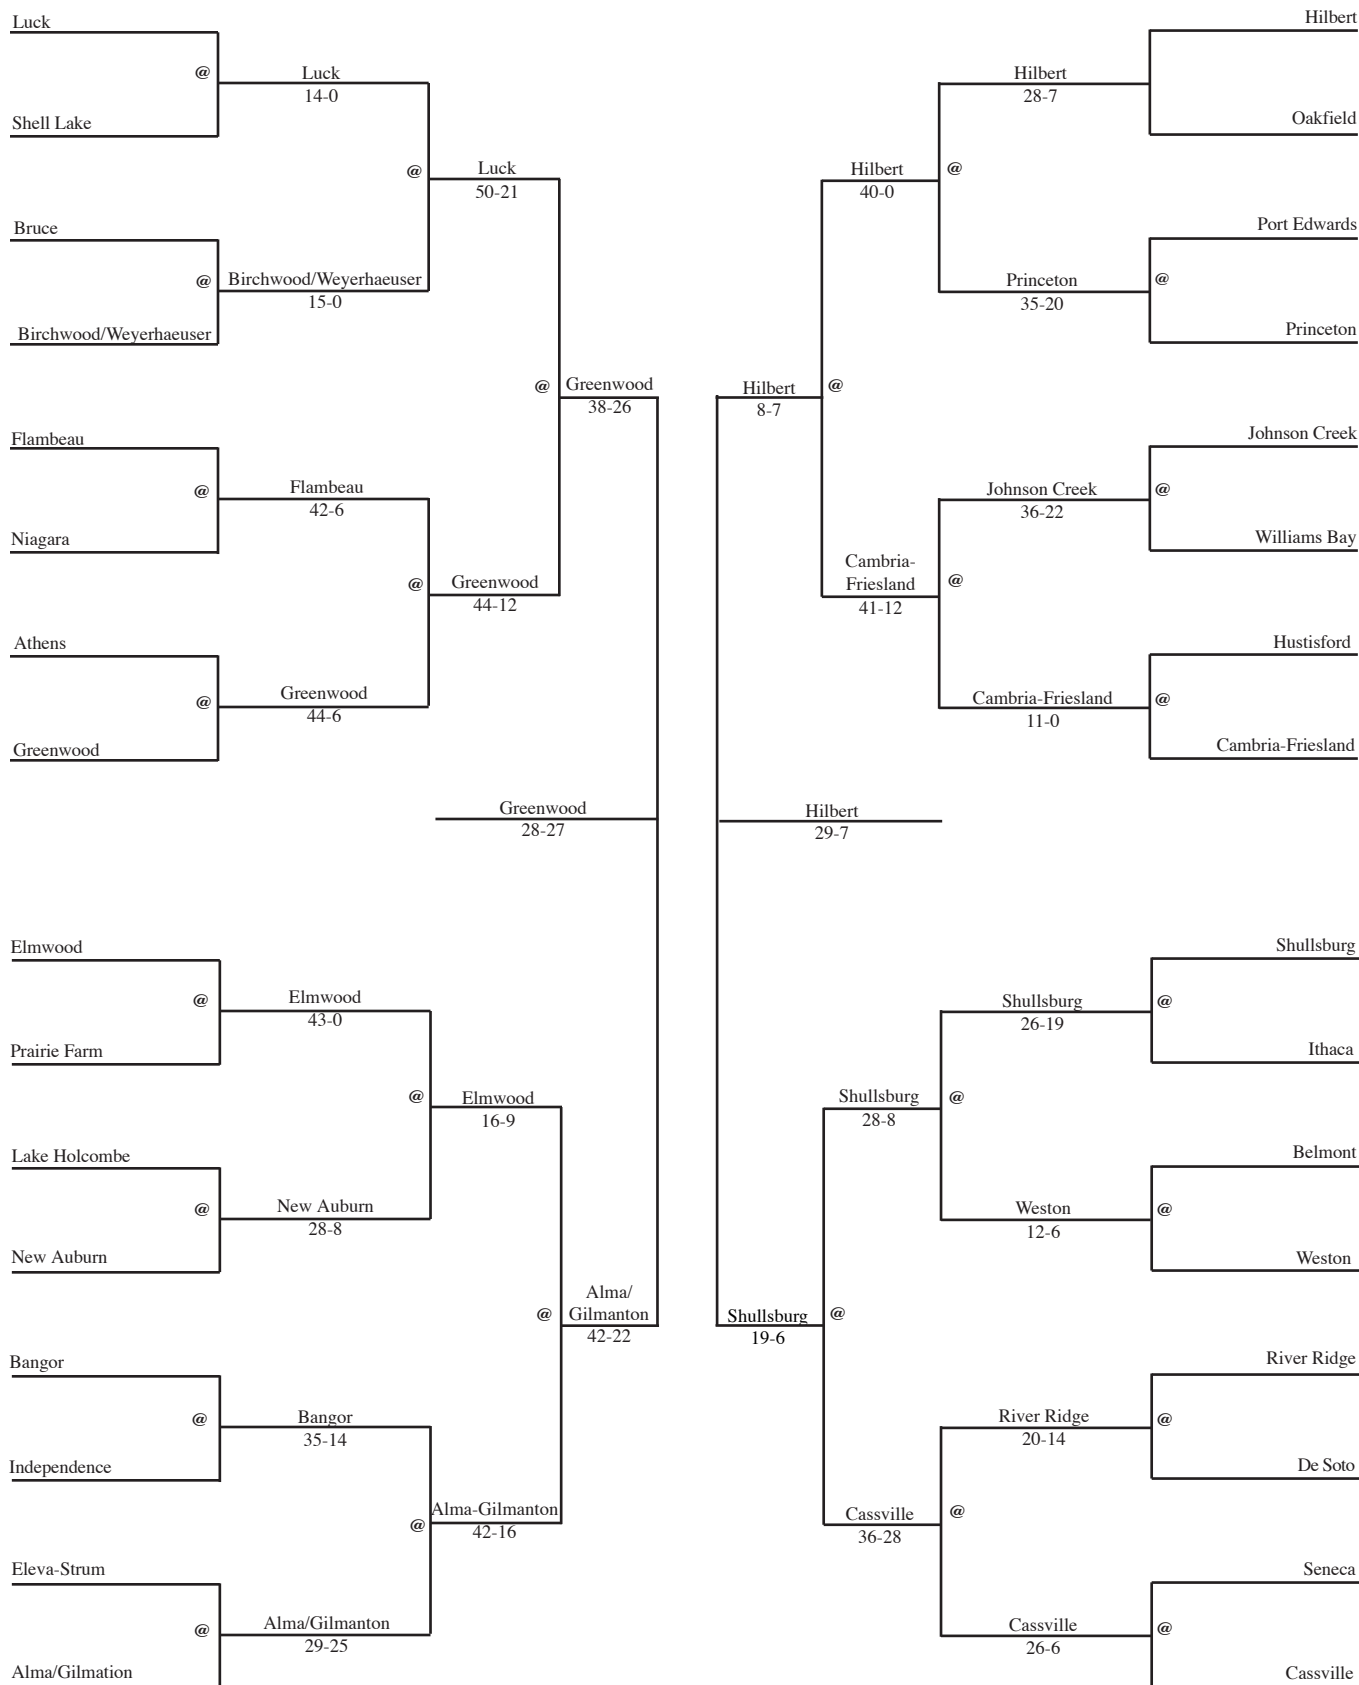 Luck
@
Luck
14-0
Shell Lake
@
Luck
50-21
Bruce
@
Birchwood/Weyerhaeuser
15-0
Birchwood/Weyerhaeuser
@
Greenwood
38-26
Flambeau
@
Flambeau
42-6
Niagara
@
Greenwood
44-12
Athens
@
Greenwood
44-6
Greenwood
Greenwood
28-27
Elmwood
@
Elmwood
43-0
Prairie Farm
@
Elmwood
16-9
Lake Holcombe
@
New Auburn
28-8
New Auburn
@
Alma/
Gilmanton
42-22
Bangor
@
Bangor
35-14
Independence
@
Alma-Gilmanton
42-16
Eleva-Strum
@
Alma/Gilmanton
29-25
Alma/Gilmation
Hilbert
Hilbert
28-7
Oakfield
Hilbert
40-0
@
Port Edwards
Princeton
35-20
@
Princeton
Hilbert
8-7
@
Johnson Creek
Johnson Creek
36-22
@
Williams Bay
Cambria-
Friesland
41-12
@
Hustisford
Cambria-Friesland
11-0
@
Cambria-Friesland
Hilbert
29-7
Shullsburg
Shullsburg
26-19
@
Ithaca
Shullsburg
28-8
@
Belmont
Weston
12-6
@
Weston
Shullsburg
19-6
@
River Ridge
River Ridge
20-14
@
De Soto
Cassville
36-28
@
Seneca
Cassville
26-6
@
Cassville